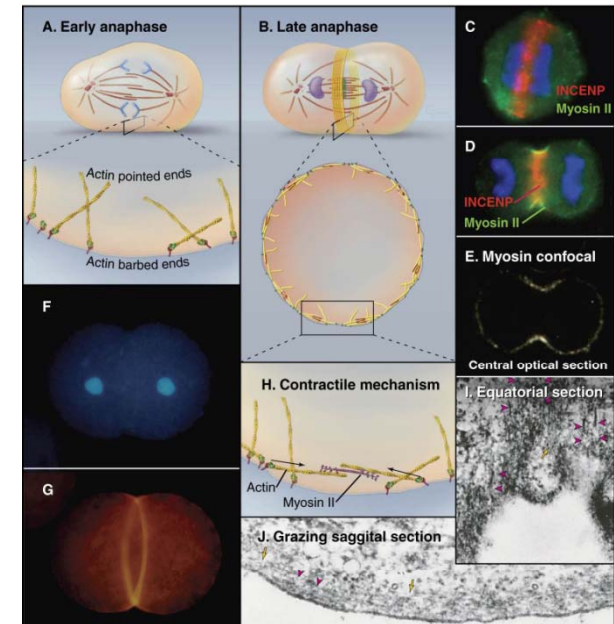 A. Early anaphase
Actin pointed ends
Actin barbed ends
B. Late anaphase
C
INCENP
Myosin II
D
INCENP
Myosin II
E. Myosin confocal
Central optical section
F
G
H. Contractile mechanism
Actin
Myosin II
I. Equatorial section
J. Grazing saggital section